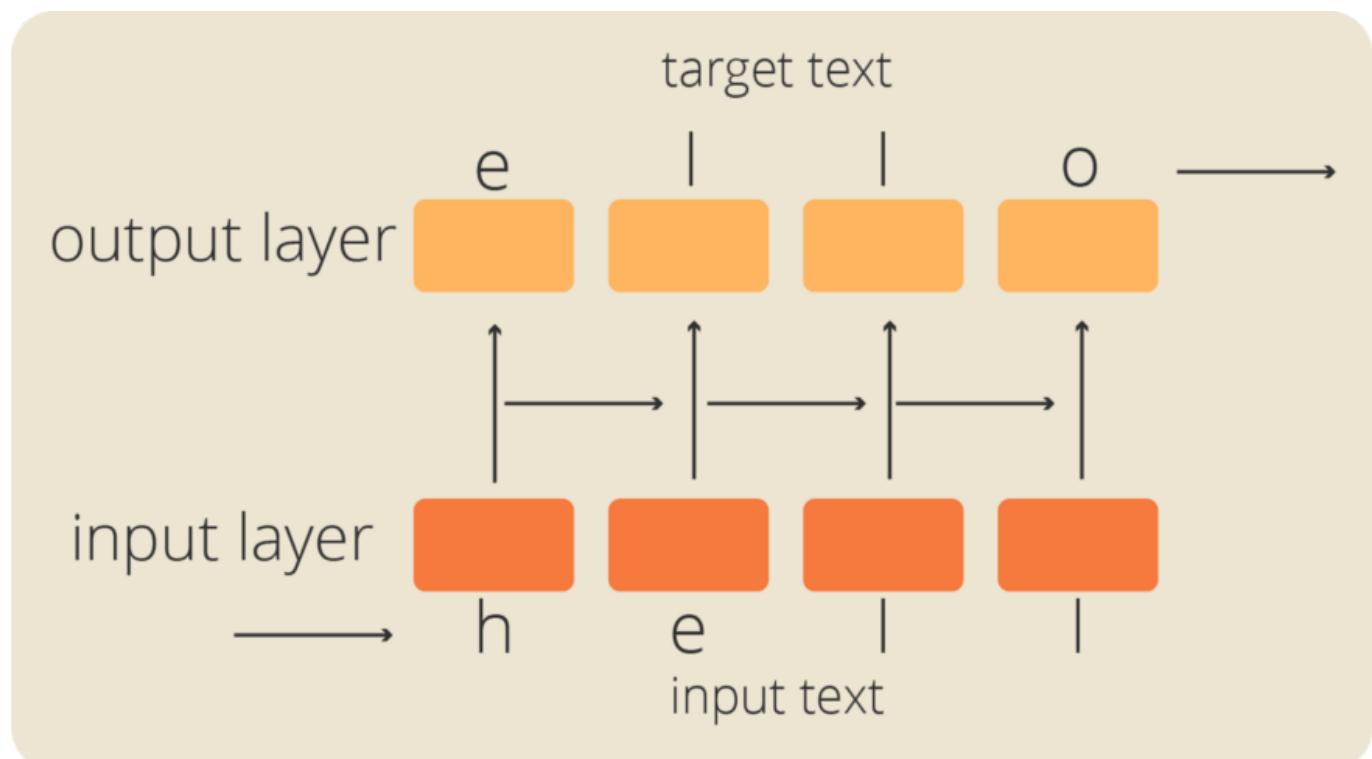 target text
e l l o
output layer
input layer
h e l l
input text